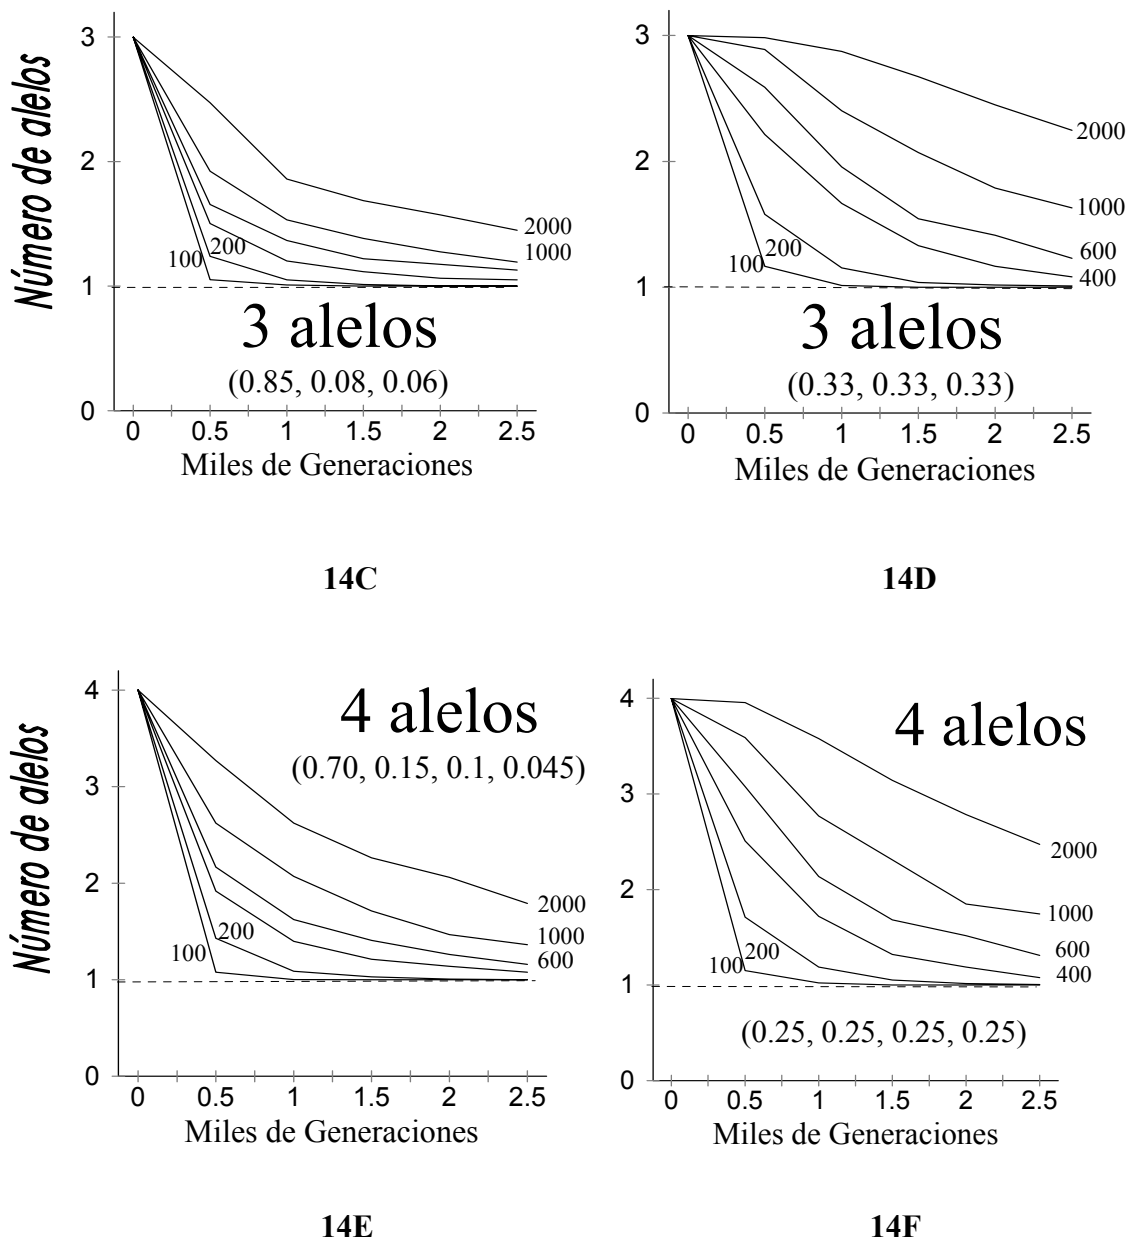 Número de alelos
3
2
1
0
2000
1000
200
100
3 alelos
(0.85, 0.08, 0.06)
0 0.5 1 1.5 2 2.5
Miles de Generaciones
14C
3
2
1
0
2000
1000
600
400
200
100
3 alelos
(0.33, 0.33, 0.33)
0 0.5 1 1.5 2 2.5
Miles de Generaciones
14D
Número de alelos
4
3
2
1
0
4 alelos
(0.70, 0.15, 0.1, 0.045)
2000
1000
600
200
100
0 0.5 1 1.5 2 2.5
Miles de Generaciones
14E
4
3
2
1
0
4 alelos
2000
1000
600
400
200
100
(0.25, 0.25, 0.25, 0.25)
0 0.5 1 1.5 2 2.5
Miles de Generaciones
14F